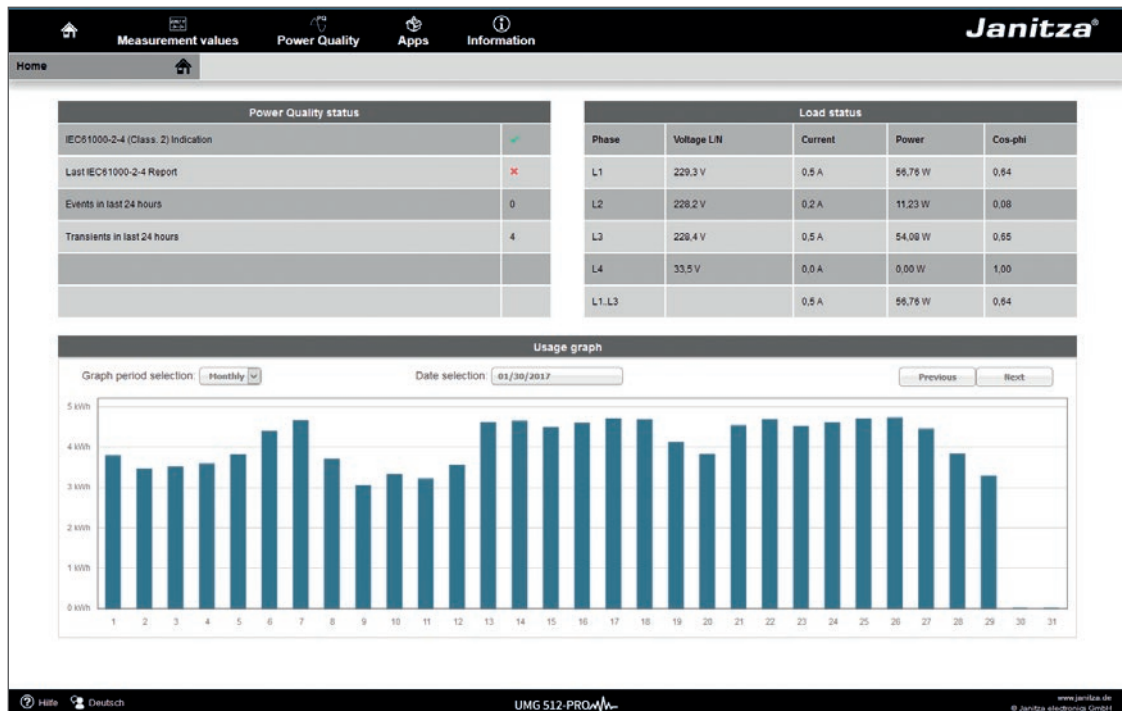 Measurement values Power Quality Apps Information Janitza®
Home
Power Quality status
IEC61000-2-4 (Class. 2) Indication
Last IEC61000-2-4 Report
Events in last 24 hours 0
Transients in last 24 hours 4
Load status
Phase Voltage L/N Current Power Cos-phi
L1 229,3 V 0,5 A 56,76 W 0,64
L2 228,2 V 0,2 A 11,23 W 0,08
L3 228,4 V 0,5 A 54,08 W 0,65
L4 33,5 V 0,0 A 0,00 W 1,00
L1..L3 0,5 A 56,76 W 0,64
Usage graph
Graph period selection: Monthly Date selection: 01/30/2017 Previous Next
5 kWh
4 kWh
3 kWh
2 kWh
1 kWh
0 kWh
1 2 3 4 5 6 7 8 9 10 11 12 13 14 15 16 17 18 19 20 21 22 23 24 25 26 27 28 29 30 31
Hilfe Deutsch UMG 512-PRO www.janitza.de
© Janitza electronics GmbH